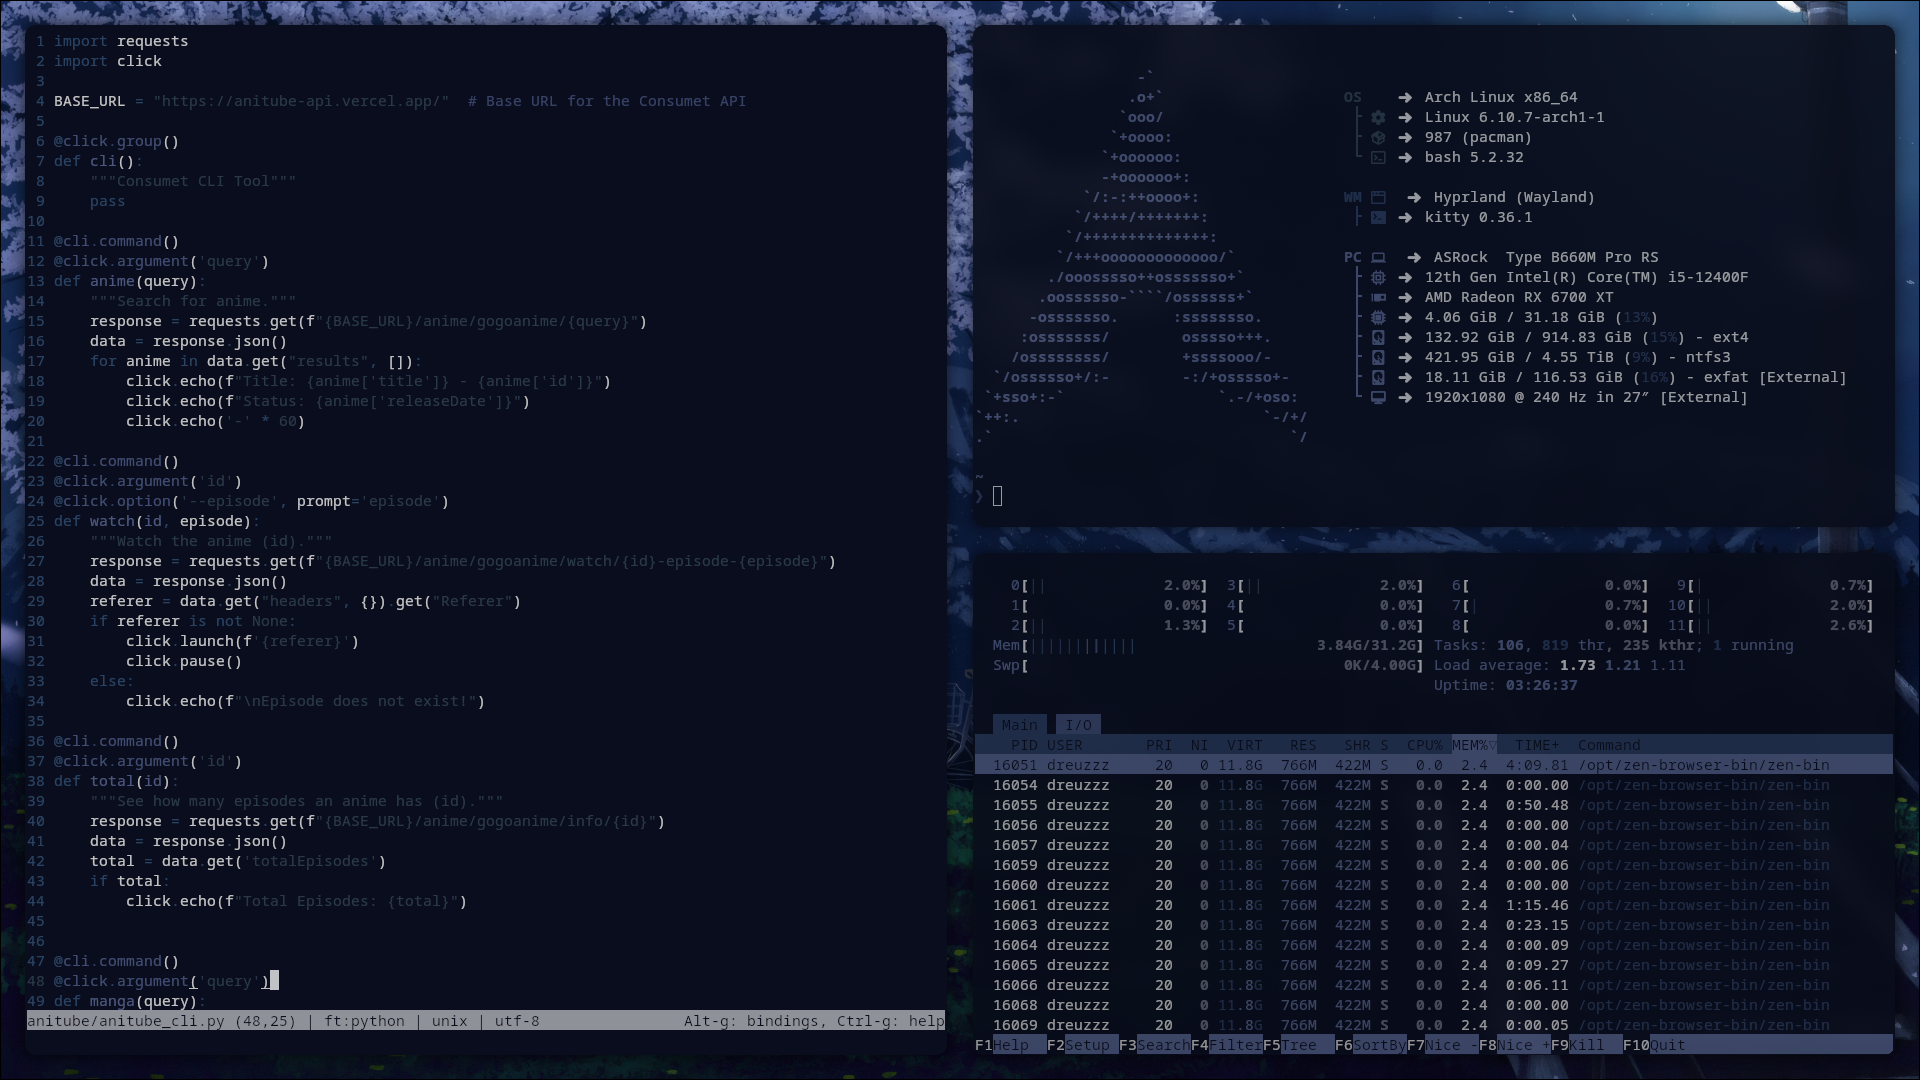 1 import requests
2 import click
3
4 BASE_URL = "https://anitube-api.vercel.app/"  # Base URL for the Consumet API
5
6 @click.group()
7 def cli():
8     """Consumet CLI Tool"""
9     pass
10
11 @cli.command()
12 @click.argument('query')
13 def anime(query):
14     """Search for anime."""
15     response = requests.get(f"{BASE_URL}/anime/gogoanime/{query}")
16     data = response.json()
17     for anime in data.get("results", []):
18         click.echo(f"Title: {anime['title']} - {anime['id']}")
19         click.echo(f"Status: {anime['releaseDate']}")
20         click.echo('-' * 60)
21
22 @cli.command()
23 @click.argument('id')
24 @click.option('--episode', prompt='episode')
25 def watch(id, episode):
26     """Watch the anime (id)."""
27     response = requests.get(f"{BASE_URL}/anime/gogoanime/watch/{id}-episode-{episode}")
28     data = response.json()
29     referer = data.get("headers", {}).get("Referer")
30     if referer is not None:
31         click.launch(f'{referer}')
32         click.pause()
33     else:
34         click.echo(f"\nEpisode does not exist!")
35
36 @cli.command()
37 @click.argument('id')
38 def total(id):
39     """See how many episodes an anime has (id)."""
40     response = requests.get(f"{BASE_URL}/anime/gogoanime/info/{id}")
41     data = response.json()
42     total = data.get('totalEpisodes')
43     if total:
44         click.echo(f"Total Episodes: {total}")
45
46
47 @cli.command()
48 @click.argument('query')
49 def manga(query):
anitube/anitube_cli.py (48,25) | ft:python | unix | utf-8 Alt-g: bindings, Ctrl-g: help
OS ➜ Arch Linux x86_64
➜ Linux 6.10.7-arch1-1
➜ 987 (pacman)
➜ bash 5.2.32
WM ➜ Hyprland (Wayland)
➜ kitty 0.36.1
PC ➜ ASRock  Type B660M Pro RS
➜ 12th Gen Intel(R) Core(TM) i5-12400F
➜ AMD Radeon RX 6700 XT
➜ 4.06 GiB / 31.18 GiB (13%)
➜ 132.92 GiB / 914.83 GiB (15%) - ext4
➜ 421.95 GiB / 4.55 TiB (9%) - ntfs3
➜ 18.11 GiB / 116.53 GiB (16%) - exfat [External]
➜ 1920x1080 @ 240 Hz in 27″ [External]
~
❯
0[|| 2.0%] 3[|| 2.0%] 6[ 0.0%] 9[| 0.7%]
1[ 0.0%] 4[ 0.0%] 7[| 0.7%] 10[|| 2.0%]
2[|| 1.3%] 5[ 0.0%] 8[ 0.0%] 11[|| 2.6%]
Mem[|||||||||||| 3.84G/31.2G] Tasks: 106, 819 thr, 235 kthr; 1 running
Swp[ 0K/4.00G] Load average: 1.73 1.21 1.11
Uptime: 03:26:37
Main I/O
PID USER PRI NI VIRT RES SHR S CPU% MEM%▽ TIME+ Command
16051 dreuzzz 20 0 11.8G 766M 422M S 0.0 2.4 4:09.81 /opt/zen-browser-bin/zen-bin
16054 dreuzzz 20 0 11.8G 766M 422M S 0.0 2.4 0:00.00 /opt/zen-browser-bin/zen-bin
16055 dreuzzz 20 0 11.8G 766M 422M S 0.0 2.4 0:50.48 /opt/zen-browser-bin/zen-bin
16056 dreuzzz 20 0 11.8G 766M 422M S 0.0 2.4 0:00.00 /opt/zen-browser-bin/zen-bin
16057 dreuzzz 20 0 11.8G 766M 422M S 0.0 2.4 0:00.04 /opt/zen-browser-bin/zen-bin
16059 dreuzzz 20 0 11.8G 766M 422M S 0.0 2.4 0:00.06 /opt/zen-browser-bin/zen-bin
16060 dreuzzz 20 0 11.8G 766M 422M S 0.0 2.4 0:00.00 /opt/zen-browser-bin/zen-bin
16061 dreuzzz 20 0 11.8G 766M 422M S 0.0 2.4 1:15.46 /opt/zen-browser-bin/zen-bin
16063 dreuzzz 20 0 11.8G 766M 422M S 0.0 2.4 0:23.15 /opt/zen-browser-bin/zen-bin
16064 dreuzzz 20 0 11.8G 766M 422M S 0.0 2.4 0:00.09 /opt/zen-browser-bin/zen-bin
16065 dreuzzz 20 0 11.8G 766M 422M S 0.0 2.4 0:09.27 /opt/zen-browser-bin/zen-bin
16066 dreuzzz 20 0 11.8G 766M 422M S 0.0 2.4 0:06.11 /opt/zen-browser-bin/zen-bin
16068 dreuzzz 20 0 11.8G 766M 422M S 0.0 2.4 0:00.00 /opt/zen-browser-bin/zen-bin
16069 dreuzzz 20 0 11.8G 766M 422M S 0.0 2.4 0:00.05 /opt/zen-browser-bin/zen-bin
F1Help F2Setup F3SearchF4FilterF5Tree F6SortByF7Nice -F8Nice +F9Kill F10Quit